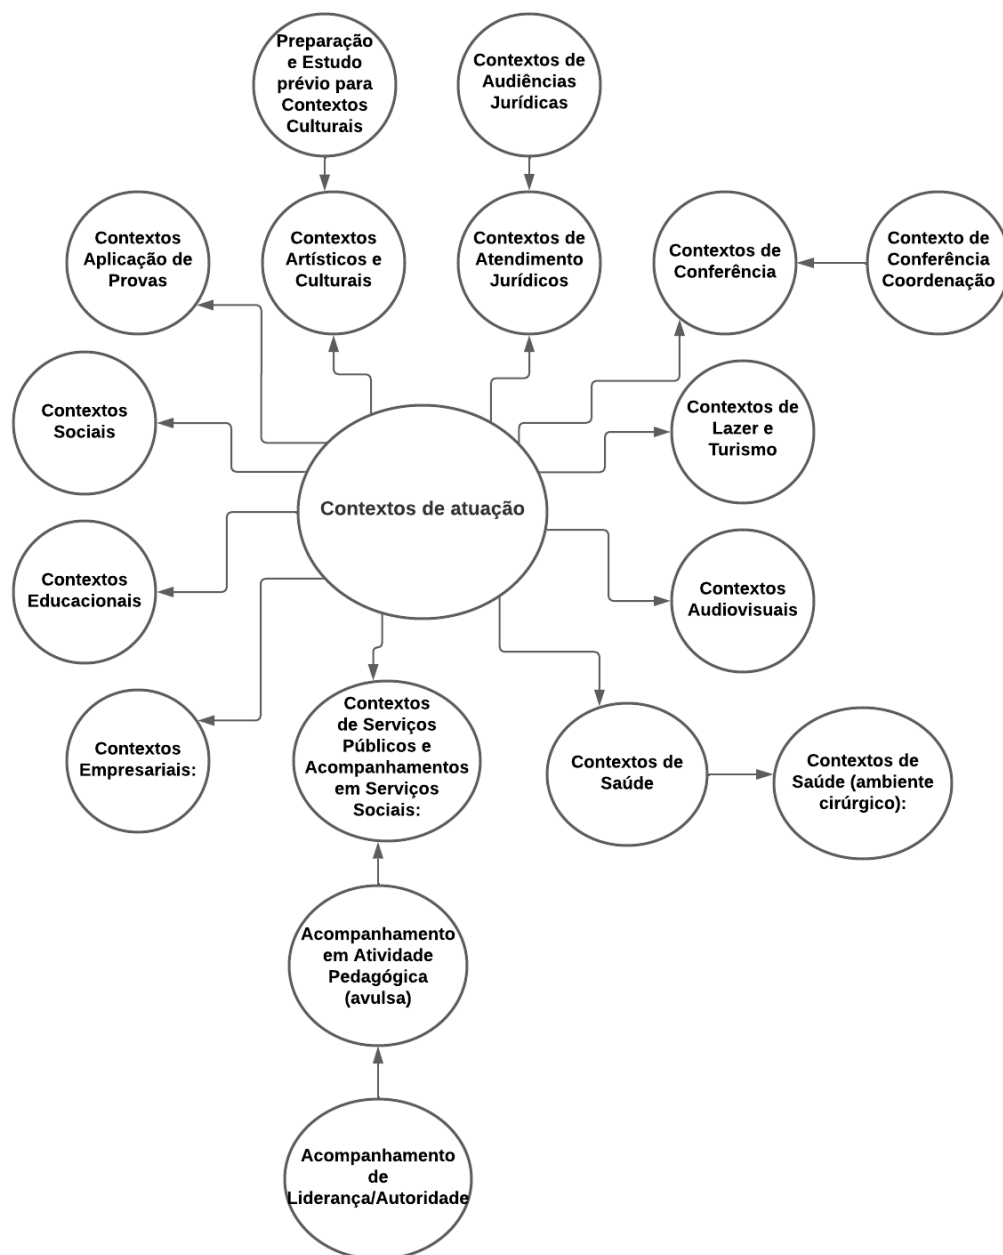 Preparação
e Estudo
prévio para
Contextos
Culturais
Contextos de
Audiências
Jurídicas
Contextos
Aplicação de
Provas
Contextos
Artísticos e
Culturais
Contextos de
Atendimento
Jurídicos
Contextos de
Conferência
Contexto de
Conferência
Coordenação
Contextos
Sociais
Contextos de
Lazer e
Turismo
Contextos de atuação
Contextos
Educacionais
Contextos
Audiovisuais
Contextos
Empresariais:
Contextos
de Serviços
Públicos e
Acompanhamentos
em Serviços
Sociais:
Contextos de
Saúde
Contextos de
Saúde (ambiente
cirúrgico):
Acompanhamento
em Atividade
Pedagógica
(avulsa)
Acompanhamento
de
Liderança/Autoridade